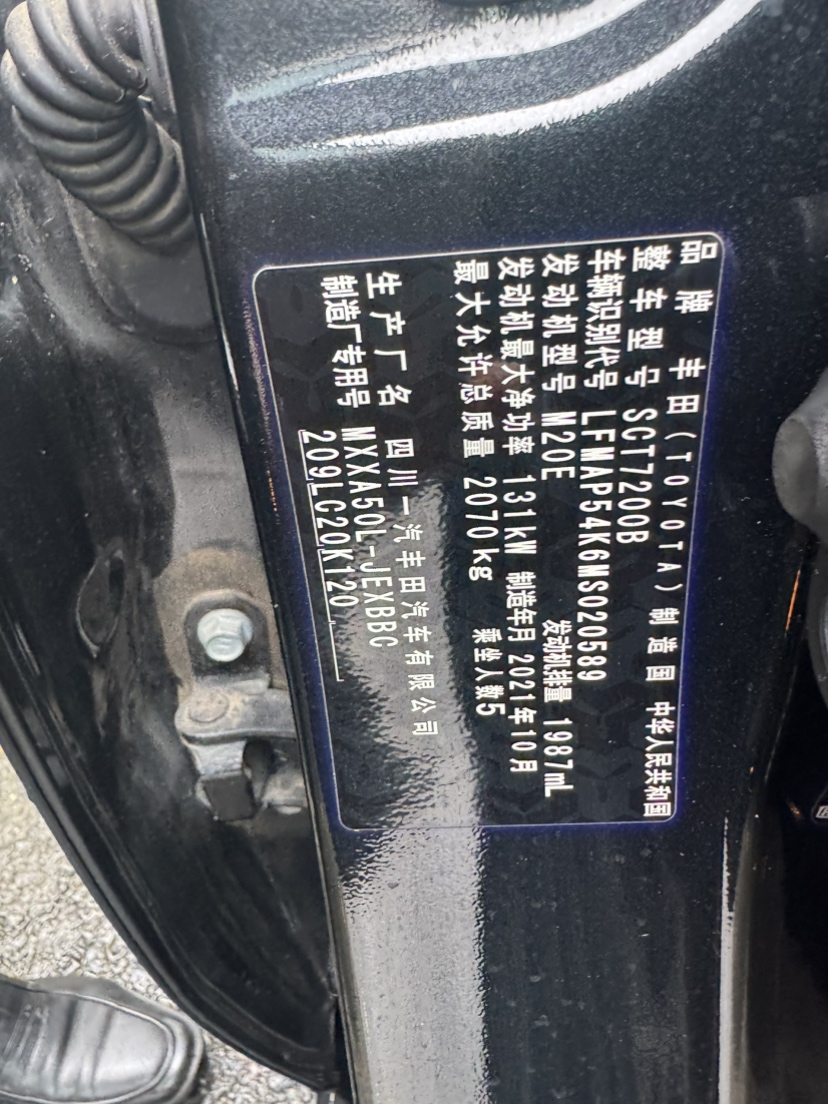 品牌 丰田(TOYOTA) 制造国 中华人民共和国
整车型号 SCT7200B
车辆识别代号 LFMAP54K6MS020589
发动机型号 M20E 发动机排量 1987mL
发动机最大净功率 131kW 制造年月 2021年10月
最大允许总质量 2070kg 乘坐人数5
生产厂名 四川一汽丰田汽车有限公司
制造厂专用号 MXXA50L-JEXBBC
209LC20K120